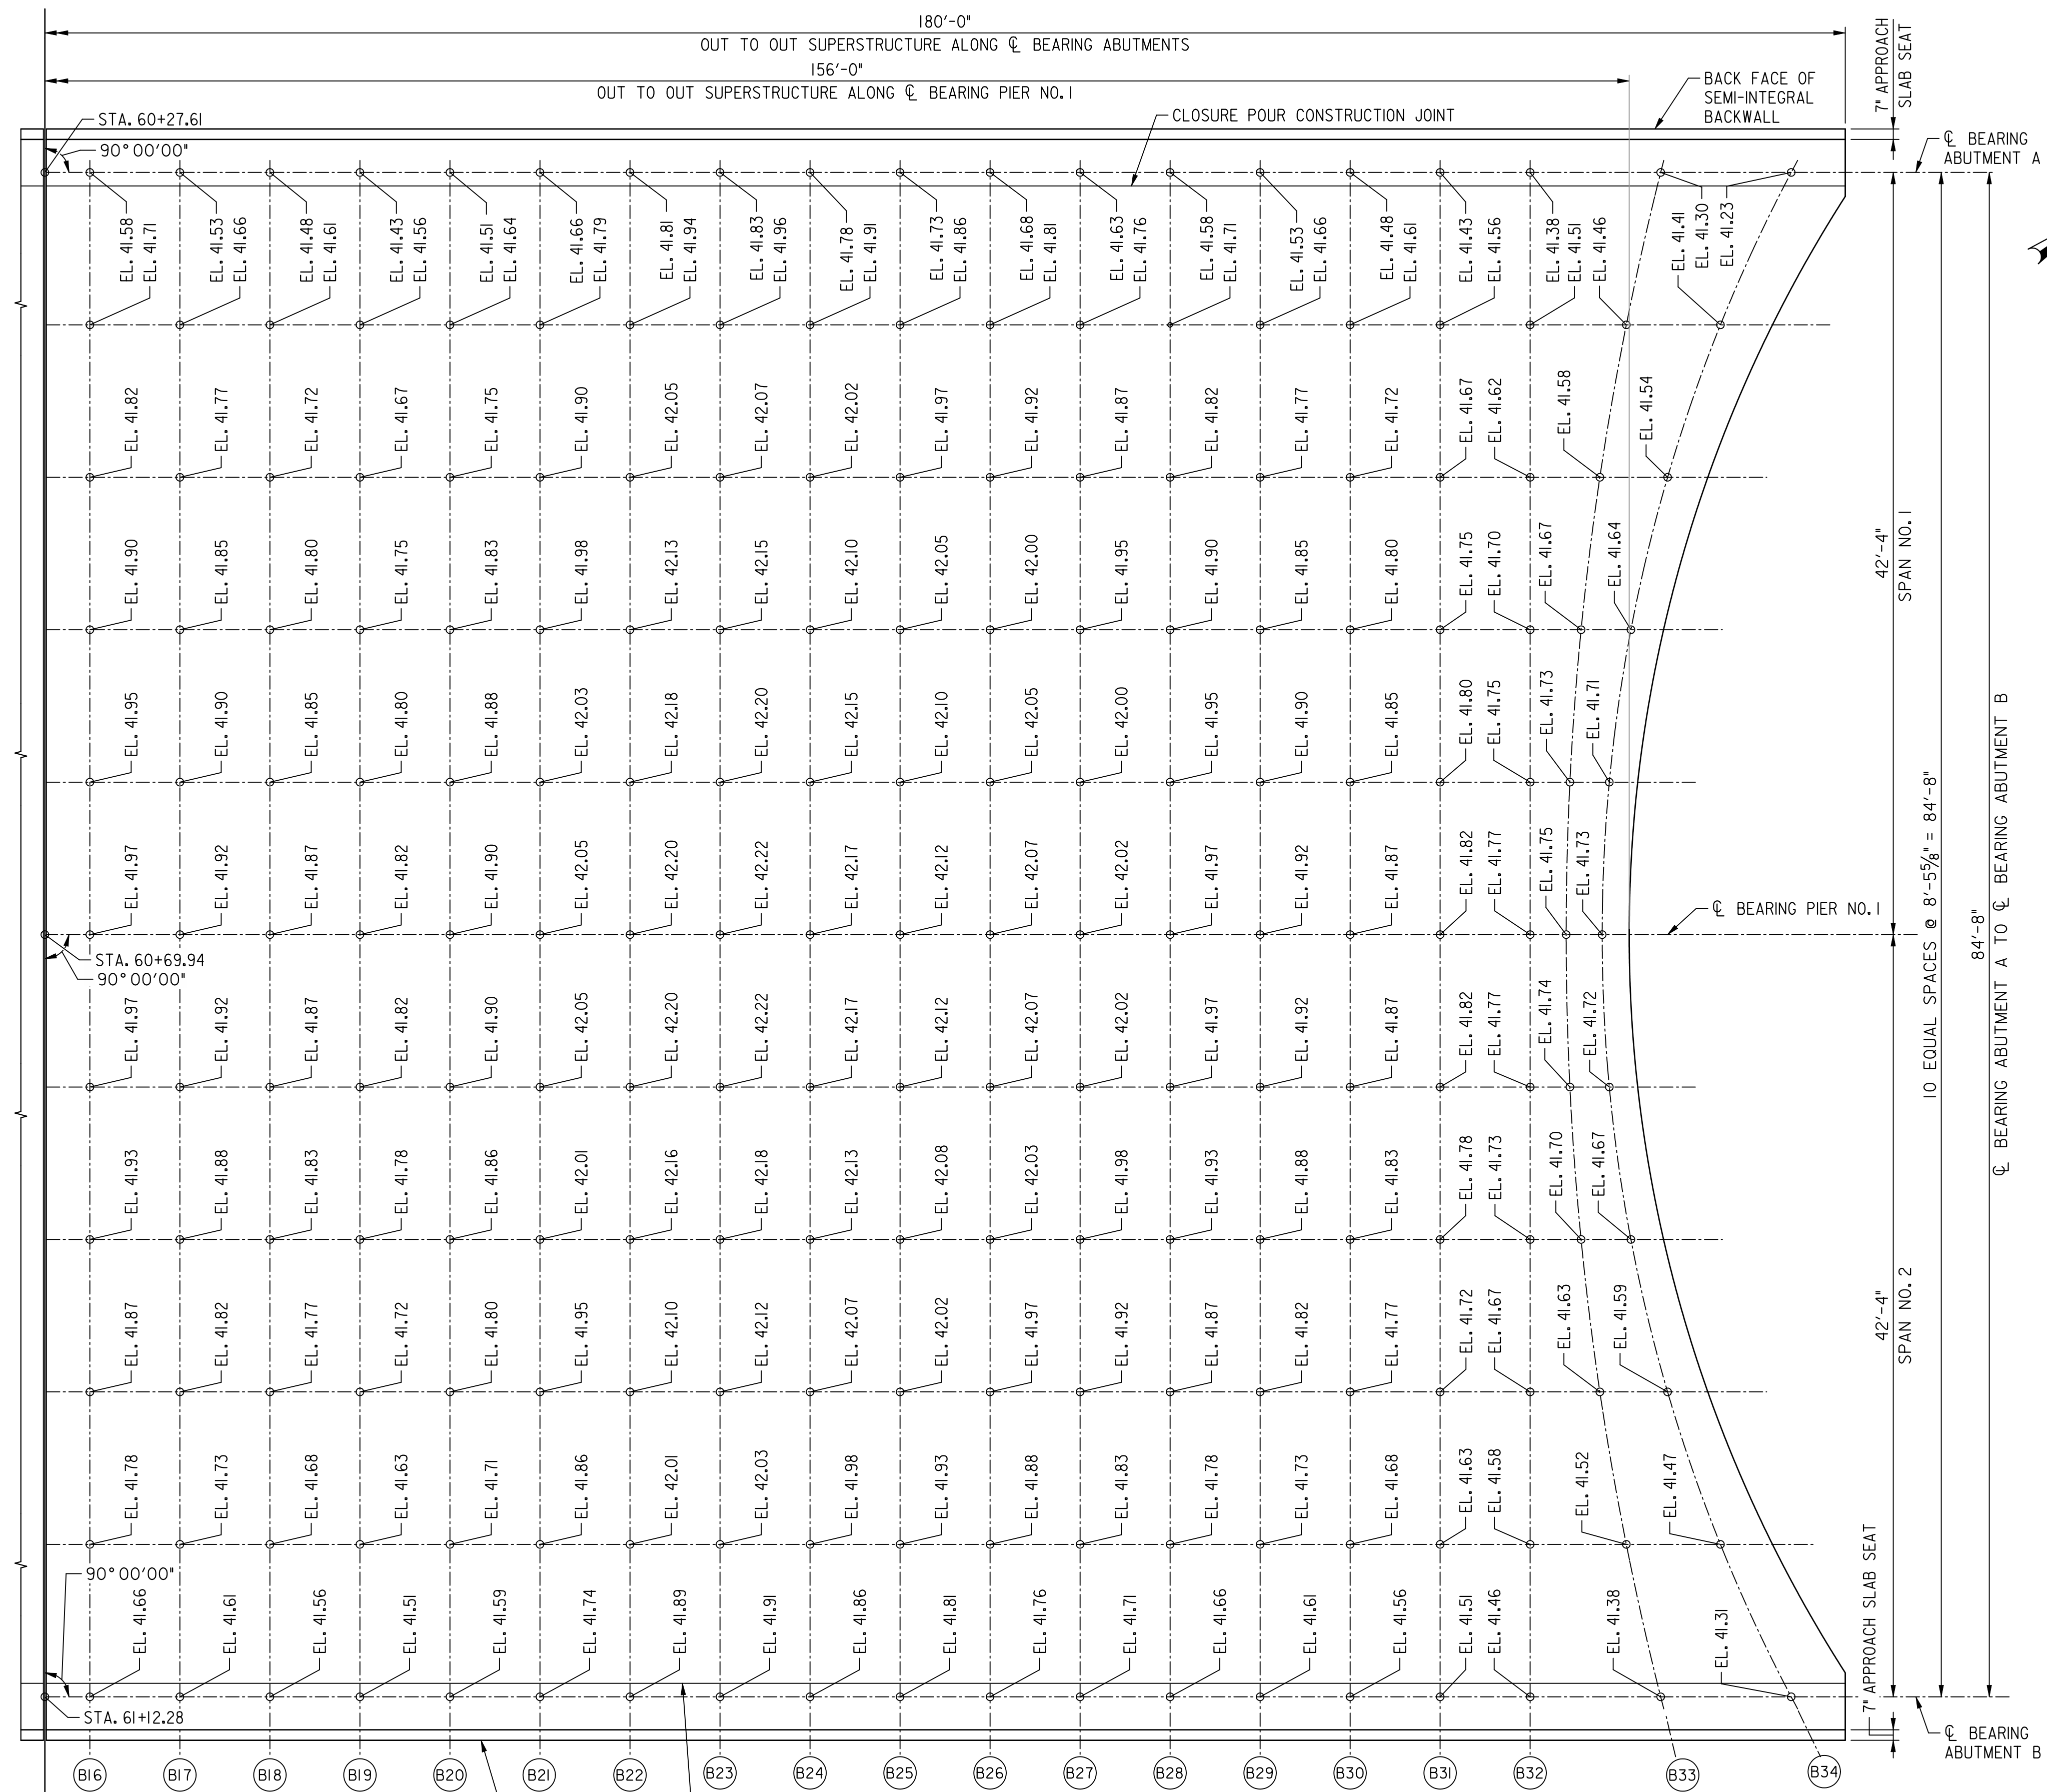 180'-0"
OUT TO OUT SUPERSTRUCTURE ALONG ℄ BEARING ABUTMENTS
156'-0"
OUT TO OUT SUPERSTRUCTURE ALONG ℄ BEARING PIER NO.1
7" APPROACH
SLAB SEAT
BACK FACE OF
SEMI-INTEGRAL
BACKWALL
STA. 60+27.61
CLOSURE POUR CONSTRUCTION JOINT
90°00'00"
℄ BEARING
ABUTMENT A
EL. 41.58
EL. 41.71
EL. 41.53
EL. 41.66
EL. 41.48
EL. 41.61
EL. 41.43
EL. 41.56
EL. 41.51
EL. 41.64
EL. 41.66
EL. 41.79
EL. 41.81
EL. 41.94
EL. 41.83
EL. 41.96
EL. 41.78
EL. 41.91
EL. 41.73
EL. 41.86
EL. 41.68
EL. 41.81
EL. 41.63
EL. 41.76
EL. 41.58
EL. 41.71
EL. 41.53
EL. 41.66
EL. 41.48
EL. 41.61
EL. 41.43
EL. 41.56
EL. 41.38
EL. 41.51
EL. 41.46
EL. 41.41
EL. 41.30
EL. 41.23
EL. 41.82
EL. 41.77
EL. 41.72
EL. 41.67
EL. 41.75
EL. 41.90
EL. 42.05
EL. 42.07
EL. 42.02
EL. 41.97
EL. 41.92
EL. 41.87
EL. 41.82
EL. 41.77
EL. 41.72
EL. 41.67
EL. 41.62
EL. 41.58
EL. 41.54
EL. 41.90
EL. 41.85
EL. 41.80
EL. 41.75
EL. 41.83
EL. 41.98
EL. 42.13
EL. 42.15
EL. 42.10
EL. 42.05
EL. 42.00
EL. 41.95
EL. 41.90
EL. 41.85
EL. 41.80
EL. 41.75
EL. 41.70
EL. 41.67
EL. 41.64
42'-4"
SPAN NO.1
EL. 41.95
EL. 41.90
EL. 41.85
EL. 41.80
EL. 41.88
EL. 42.03
EL. 42.18
EL. 42.20
EL. 42.15
EL. 42.10
EL. 42.05
EL. 42.00
EL. 41.95
EL. 41.90
EL. 41.85
EL. 41.80
EL. 41.75
EL. 41.73
EL. 41.71
EL. 41.97
EL. 41.92
EL. 41.87
EL. 41.82
EL. 41.90
EL. 42.05
EL. 42.20
EL. 42.22
EL. 42.17
EL. 42.12
EL. 42.07
EL. 42.02
EL. 41.97
EL. 41.92
EL. 41.87
EL. 41.82
EL. 41.77
EL. 41.75
EL. 41.73
℄ BEARING PIER NO.1
STA. 60+69.94
90°00'00"
10 EQUAL SPACES @ 8'-5⅝" = 84'-8"
84'-8"
℄ BEARING ABUTMENT A TO ℄ BEARING ABUTMENT B
EL. 41.97
EL. 41.92
EL. 41.87
EL. 41.82
EL. 41.90
EL. 42.05
EL. 42.20
EL. 42.22
EL. 42.17
EL. 42.12
EL. 42.07
EL. 42.02
EL. 41.97
EL. 41.92
EL. 41.87
EL. 41.82
EL. 41.77
EL. 41.74
EL. 41.72
EL. 41.93
EL. 41.88
EL. 41.83
EL. 41.78
EL. 41.86
EL. 42.01
EL. 42.16
EL. 42.18
EL. 42.13
EL. 42.08
EL. 42.03
EL. 41.98
EL. 41.93
EL. 41.88
EL. 41.83
EL. 41.78
EL. 41.73
EL. 41.70
EL. 41.67
42'-4"
SPAN NO. 2
EL. 41.87
EL. 41.82
EL. 41.77
EL. 41.72
EL. 41.80
EL. 41.95
EL. 42.10
EL. 42.12
EL. 42.07
EL. 42.02
EL. 41.97
EL. 41.92
EL. 41.87
EL. 41.82
EL. 41.77
EL. 41.72
EL. 41.67
EL. 41.63
EL. 41.59
EL. 41.78
EL. 41.73
EL. 41.68
EL. 41.63
EL. 41.71
EL. 41.86
EL. 42.01
EL. 42.03
EL. 41.98
EL. 41.93
EL. 41.88
EL. 41.83
EL. 41.78
EL. 41.73
EL. 41.68
EL. 41.63
EL. 41.58
EL. 41.52
EL. 41.47
90°00'00"
EL. 41.66
EL. 41.61
EL. 41.56
EL. 41.51
EL. 41.59
EL. 41.74
EL. 41.89
EL. 41.91
EL. 41.86
EL. 41.81
EL. 41.76
EL. 41.71
EL. 41.66
EL. 41.61
EL. 41.56
EL. 41.51
EL. 41.46
EL. 41.38
EL. 41.31
7" APPROACH SLAB SEAT
STA. 61+12.28
℄ BEARING
ABUTMENT B
B16
B17
B18
B19
B20
B21
B22
B23
B24
B25
B26
B27
B28
B29
B30
B31
B32
B33
B34